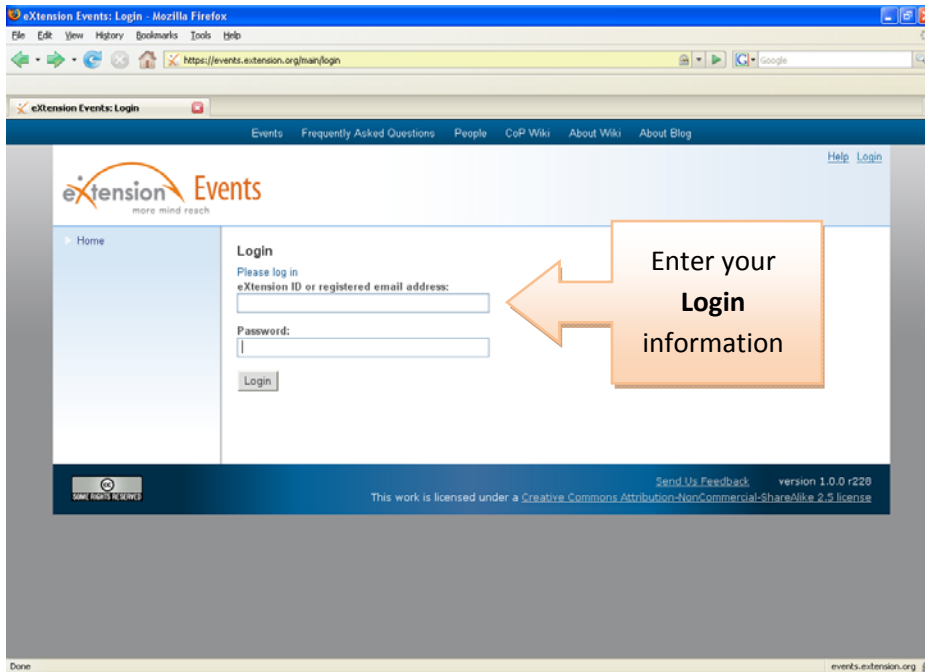 eXtension Events: Login - Mozilla Firefox
File Edit View History Bookmarks Tools Help
https://events.extension.org/main/login
Google
eXtension Events: Login
Events Frequently Asked Questions People CoP Wiki About Wiki About Blog
Help Login
eXtension Events
more mind reach
Home
Login
Please log in
eXtension ID or registered email address:
Password:
Login
Enter your
Login
information
cc
SOME RIGHTS RESERVED
Send Us Feedback version 1.0.0 r228
This work is licensed under a Creative Commons Attribution-NonCommercial-ShareAlike 2.5 license
Done
events.extension.org